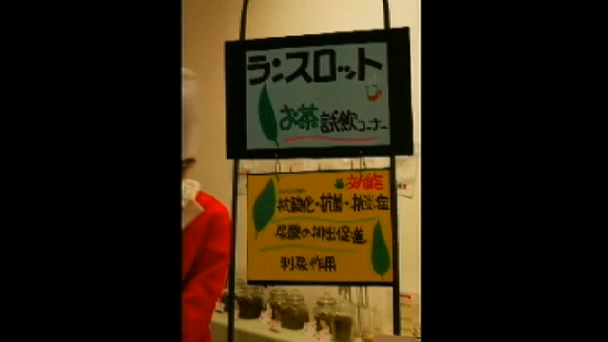 ランスロット
お茶 試飲コーナー
効能
抗酸化・抗菌・抗炎症
尿酸の排出促進
利尿作用